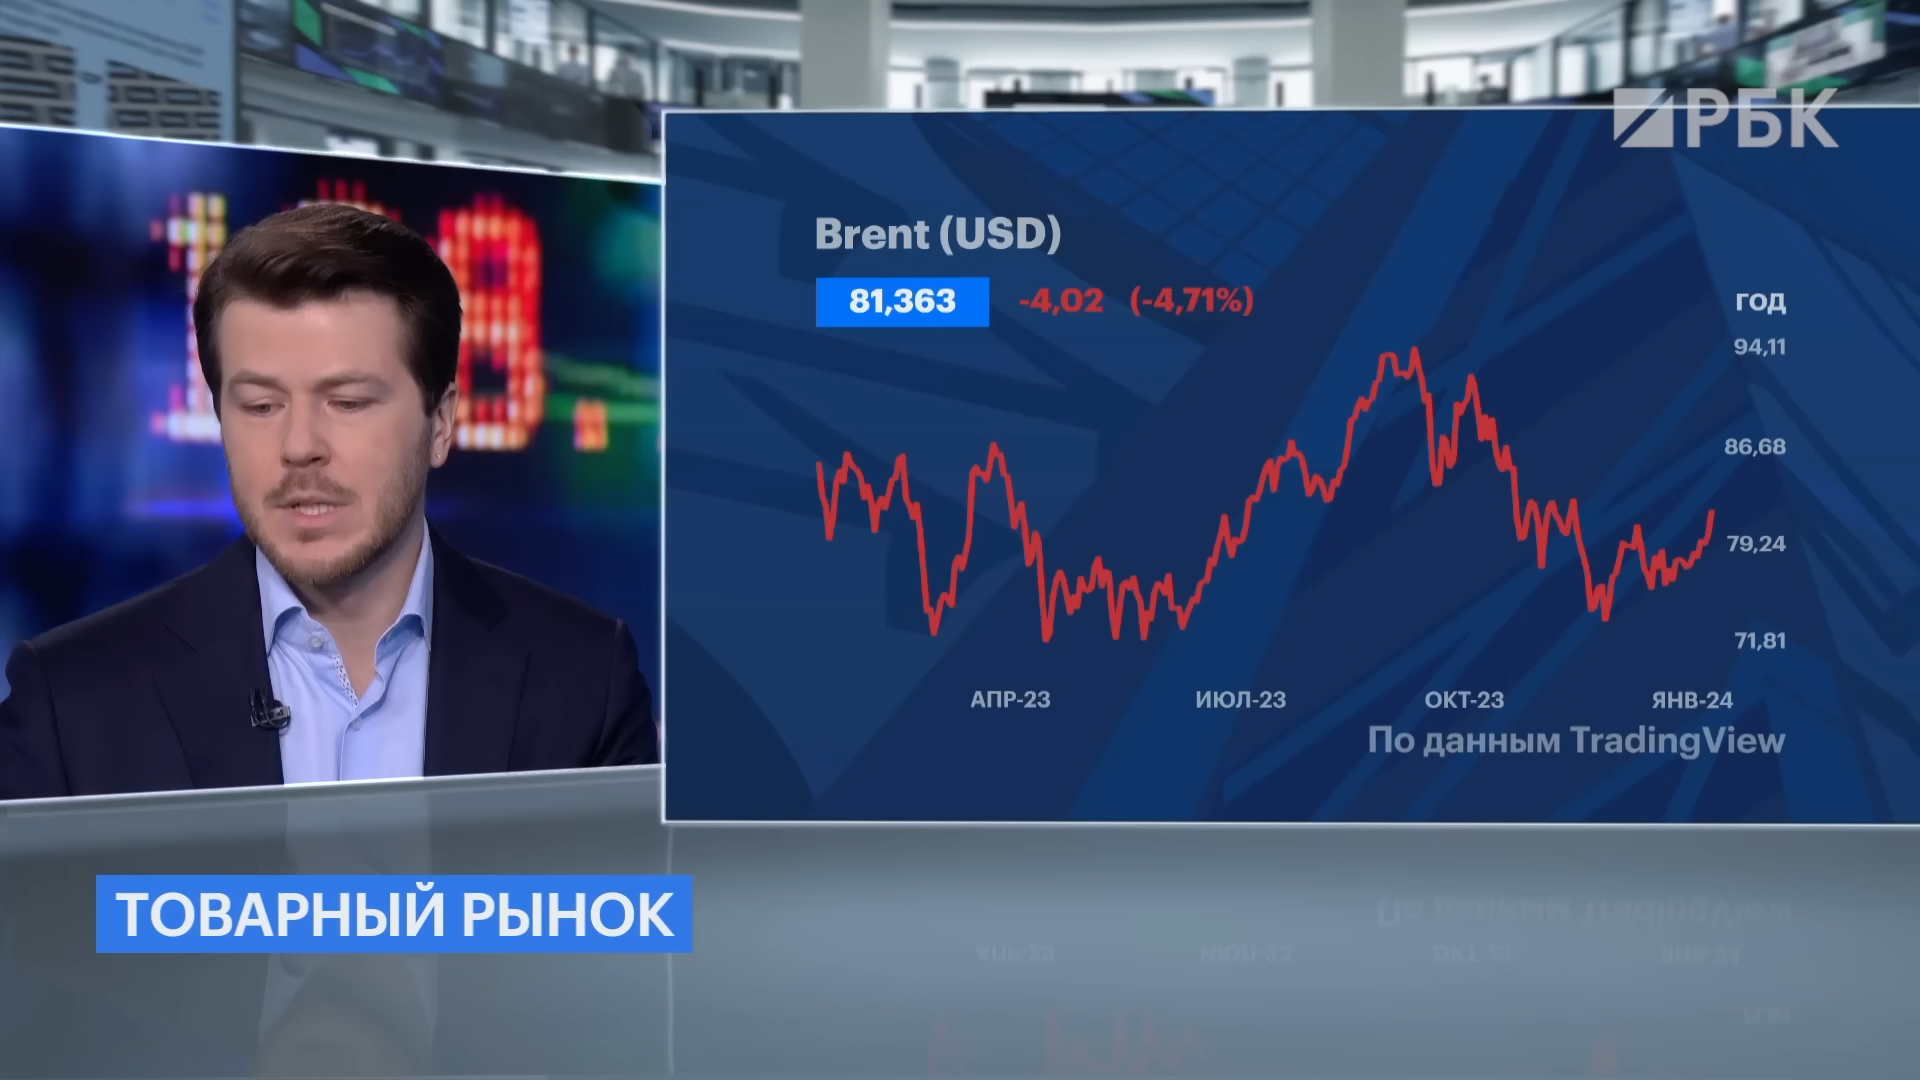 РБК
Brent (USD)
81,363 -4,02 (-4,71%)
ГОД
94,11
86,68
79,24
71,81
АПР-23 ИЮЛ-23 ОКТ-23 ЯНВ-24
По данным TradingView
ТОВАРНЫЙ РЫНОК